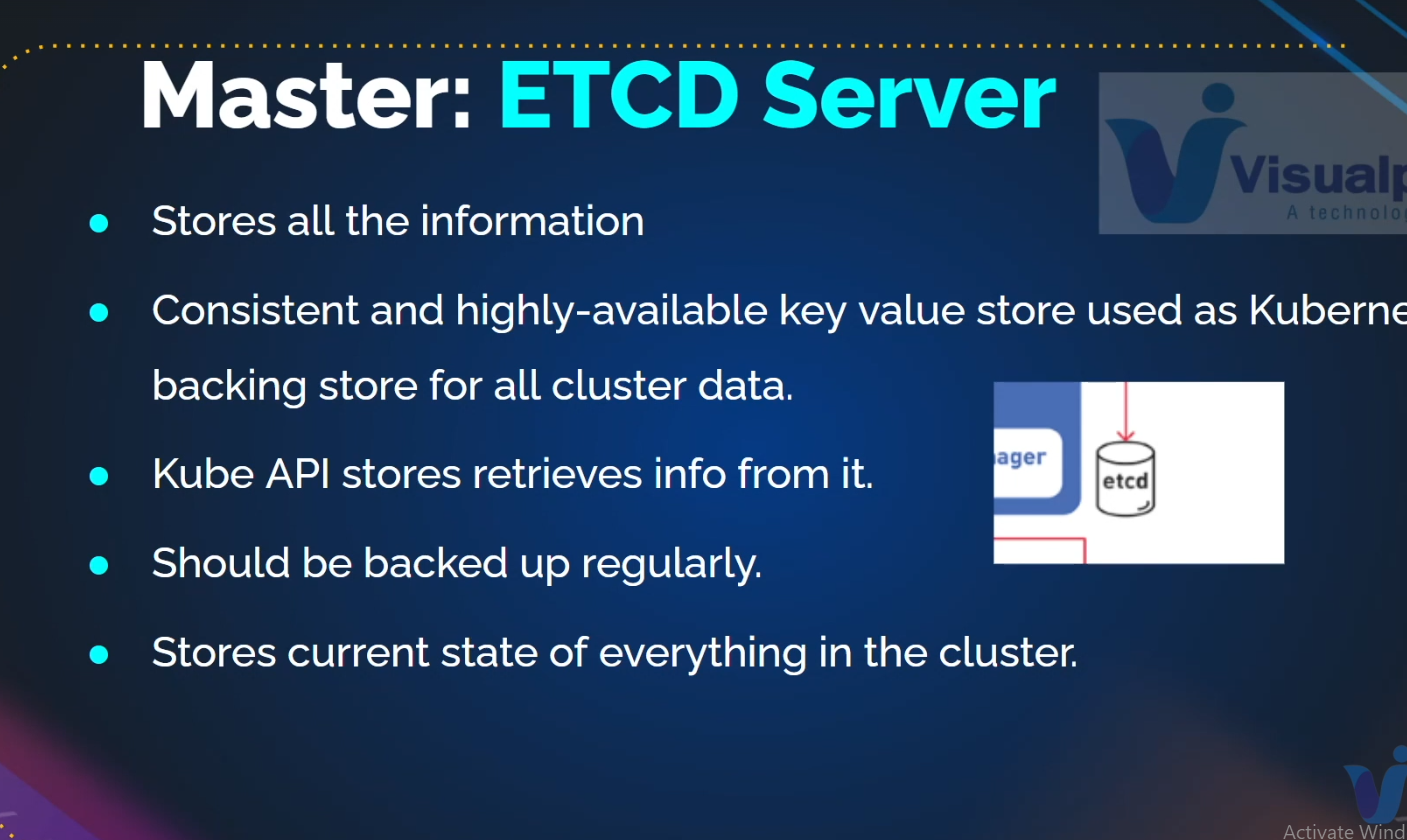 Master: ETCD Server
Visualp
A technolo
Stores all the information
Consistent and highly-available key value store used as Kuberne
backing store for all cluster data.
ager
etcd
Kube API stores retrieves info from it.
Should be backed up regularly.
Stores current state of everything in the cluster.
Activate Wind